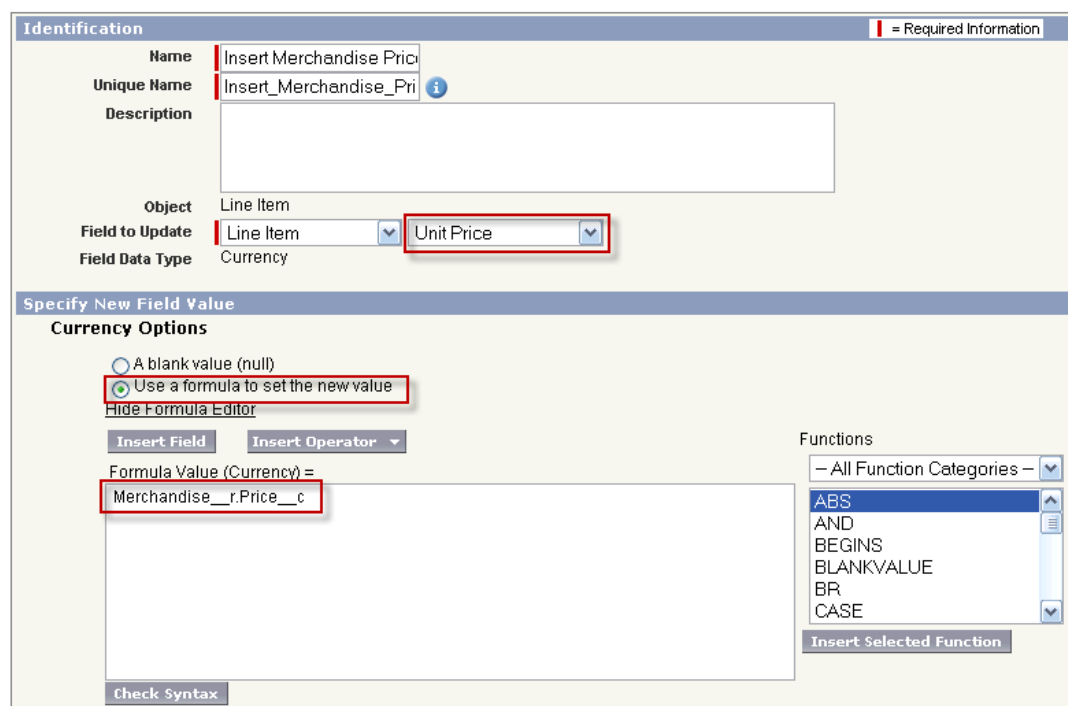 Identification
= Required Information
Name Insert Merchandise Pric
Unique Name Insert_Merchandise_Pri i
Description
Object Line Item
Field to Update Line Item Unit Price
Field Data Type Currency
Specify New Field Value
Currency Options
A blank value (null)
Use a formula to set the new value
Hide Formula Editor
Insert Field Insert Operator
Functions
Formula Value (Currency) =
– All Function Categories –
Merchandise__r.Price__c
ABS
AND
BEGINS
BLANKVALUE
BR
CASE
Insert Selected Function
Check Syntax